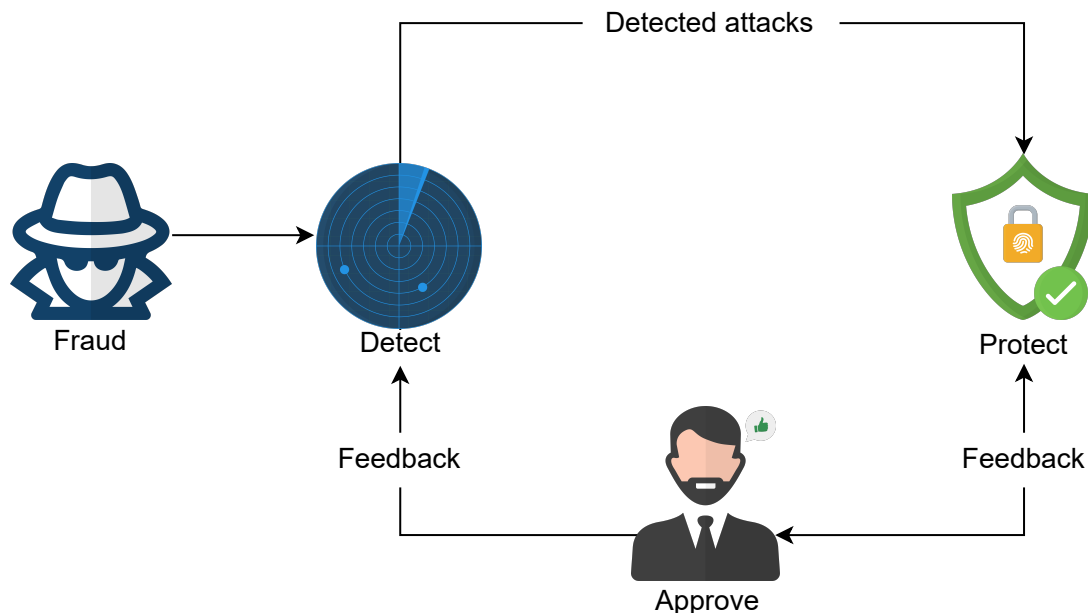 Detected attacks
Fraud
Detect
Protect
Feedback
Feedback
Approve